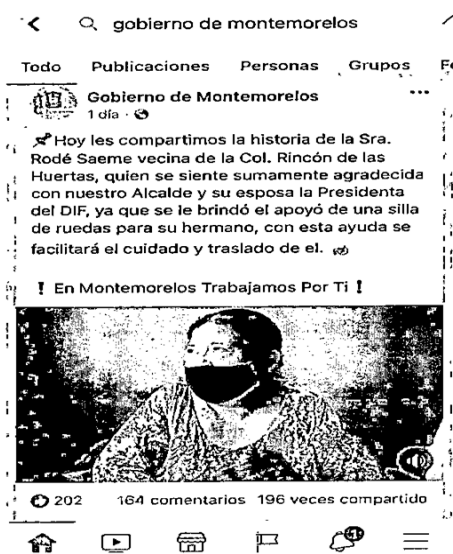 gobierno de montemorelos
Todo Publicaciones Personas Grupos
Gobierno de Montemorelos
1 día ·
Hoy les compartimos la historia de la Sra.
Rodé Saeme vecina de la Col. Rincón de las
Huertas, quien se siente sumamente agradecida
con nuestro Alcalde y su esposa la Presidenta
del DIF, ya que se le brindó el apoyó de una silla
de ruedas para su hermano, con esta ayuda se
facilitará el cuidado y traslado de el.
! En Montemorelos Trabajamos Por Ti !
202 164 comentarios 196 veces compartido